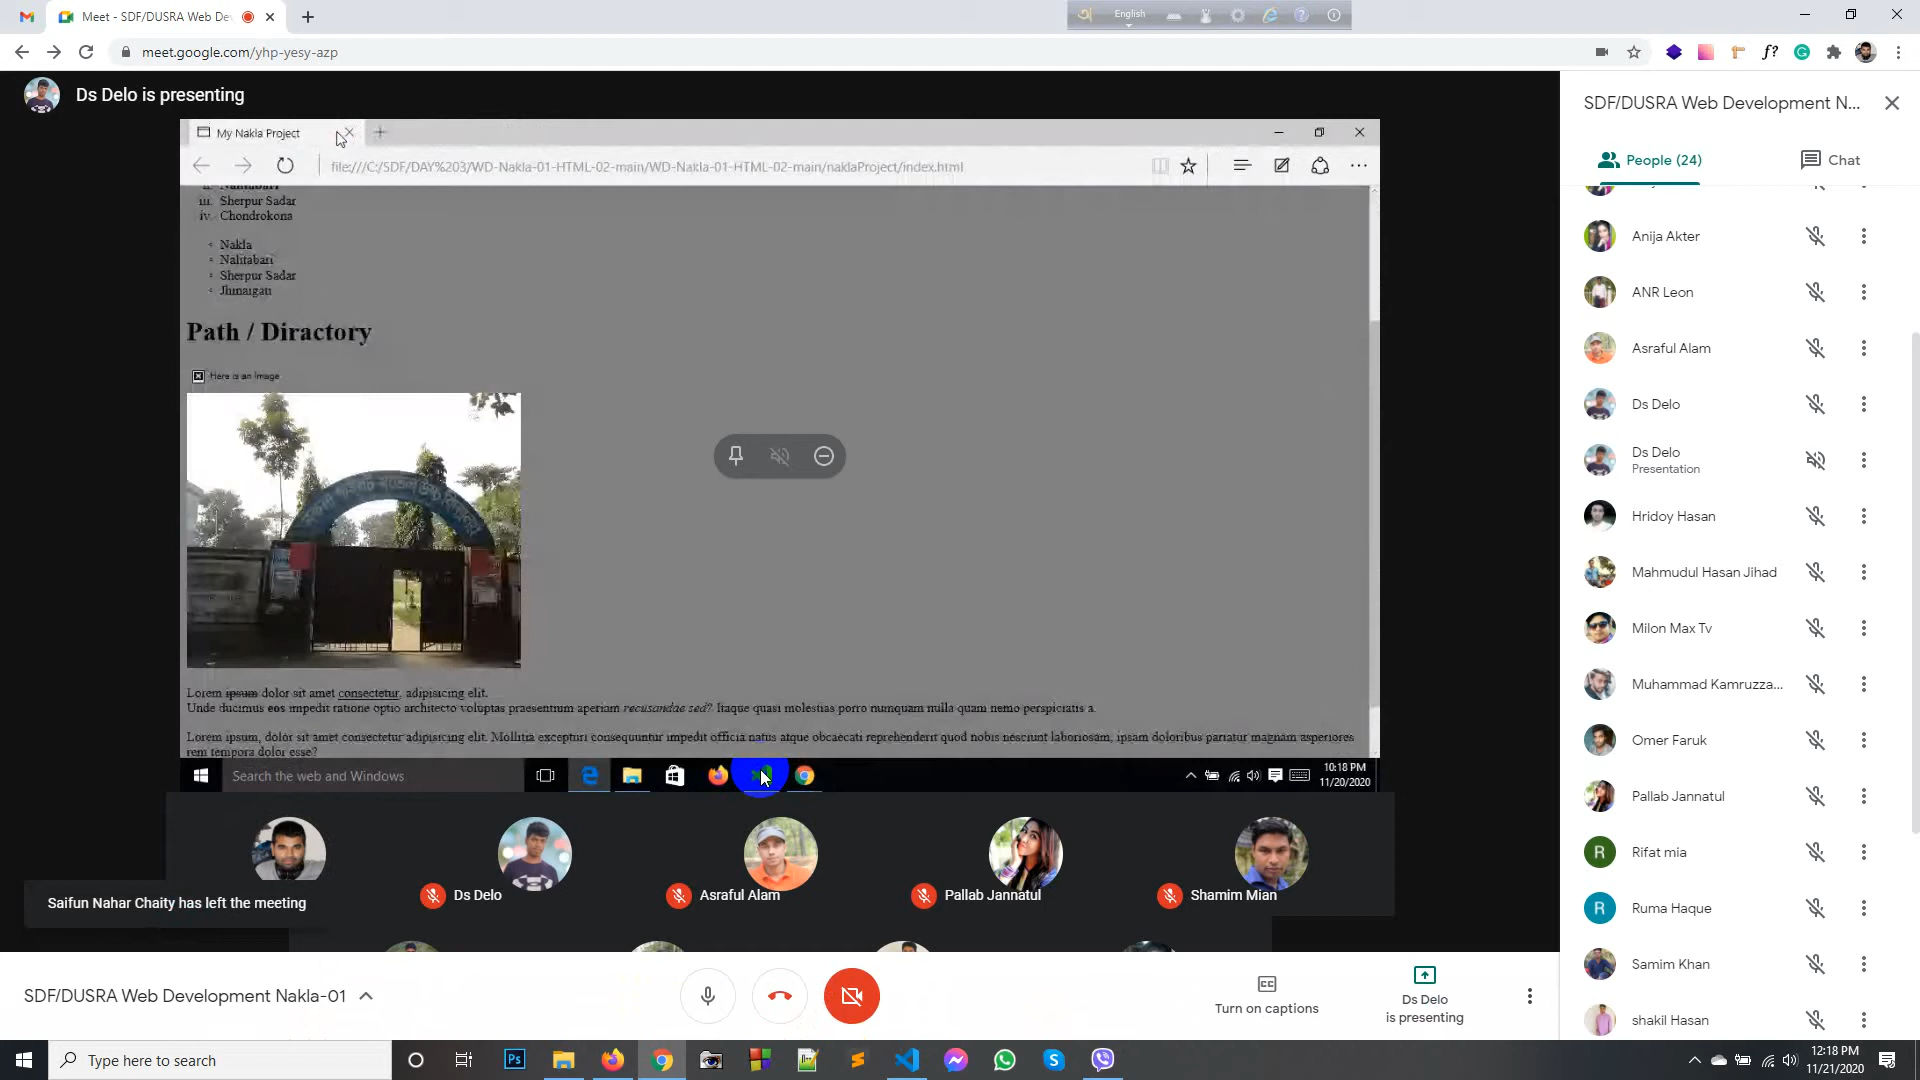 Meet - SDF/DUSRA Web De
English
meet.google.com/yhp-yesy-azp
Ds Delo is presenting
My Nakla Project
file:///C:/SDF/DAY%203/WD-Nakla-01-HTML-02-main/WD-Nakla-01-HTML-02-main/naklaProject/index.html
iii. Sherpur Sadar
iv. Chondrokona
Nakla
Nalitabari
Sherpur Sadar
Jhinaigati
Path / Diractory
Here is an Image
Lorem ipsum dolor sit amet consectetur, adipisicing elit.
Unde ducimus eos impedit ratione optio architecto voluptas praesentium aperiam recusandae sed? Itaque quasi molestias porro numquam nulla quam nemo perspiciatis a.
Lorem ipsum, dolor sit amet consectetur adipisicing elit. Mollitia excepturi consequuntur impedit officia natus atque obcaecati reprehenderit quod nobis nesciunt laboriosam, ipsam doloribus pariatur magnam asperiores
rem tempora dolor esse?
Search the web and Windows
10:18 PM
11/20/2020
Ds Delo
Asraful Alam
Pallab Jannatul
Shamim Mian
Saifun Nahar Chaity has left the meeting
SDF/DUSRA Web Development Nakla-01
CC
Turn on captions
Ds Delo
is presenting
SDF/DUSRA Web Development N...
People (24)
Chat
Anija Akter
ANR Leon
Asraful Alam
Ds Delo
Ds Delo
Presentation
Hridoy Hasan
Mahmudul Hasan Jihad
Milon Max Tv
Muhammad Kamruzza...
Omer Faruk
Pallab Jannatul
R
Rifat mia
R
Ruma Haque
Samim Khan
shakil Hasan
Type here to search
Ps
12:18 PM
11/21/2020